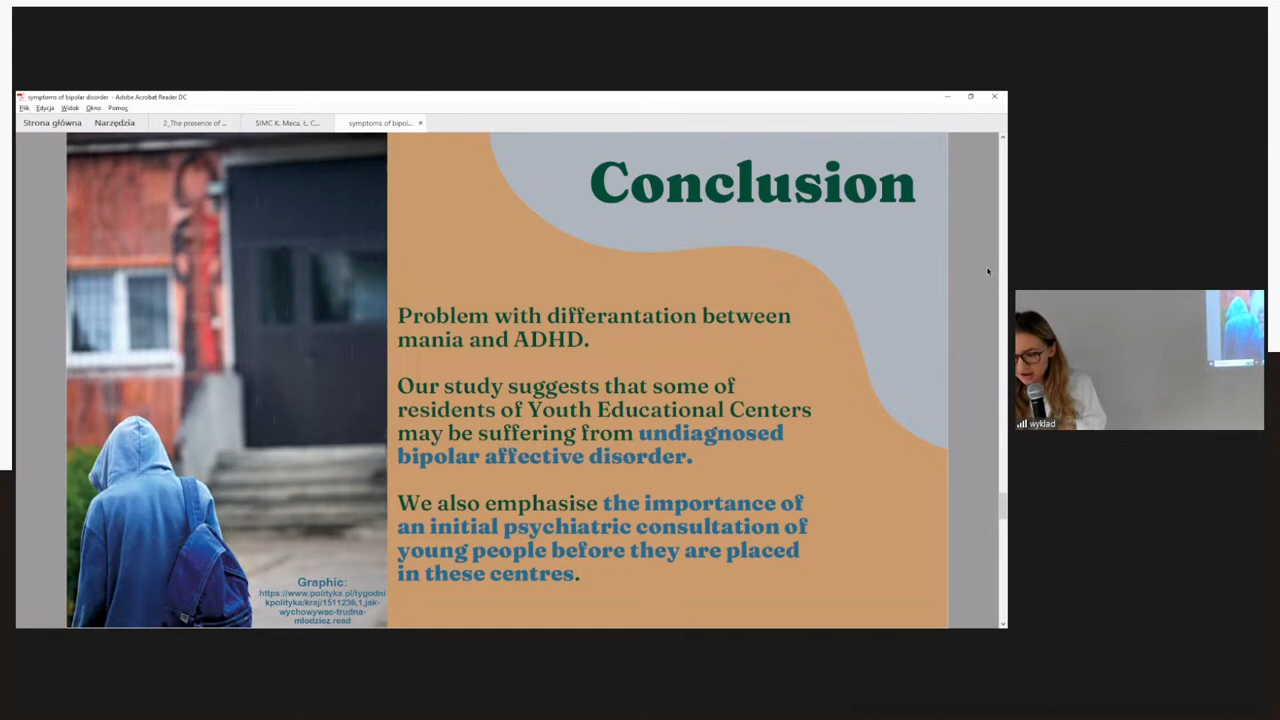 symptoms of bipolar disorder - Adobe Acrobat Reader DC
Plik Edycja Widok Okno Pomoc
Strona główna Narzędzia 2_The presence of ... SIMC K. Meca, Ł. C... symptoms of bipol... ×
Conclusion
Problem with differantation between
mania and ADHD.
Our study suggests that some of
residents of Youth Educational Centers
may be suffering from undiagnosed
bipolar affective disorder.
We also emphasise the importance of
an initial psychiatric consultation of
young people before they are placed
in these centres.
Graphic:
https://www.polityka.pl/tygodni
kpolityka/kraj/1511236,1,jak-
wychowywac-trudna-
mlodziez.read
wykład